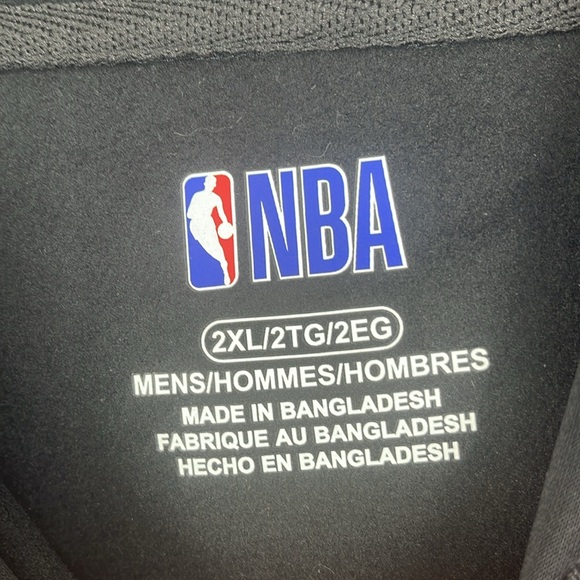 NBA
2XL/2TG/2EG
MENS/HOMMES/HOMBRES
MADE IN BANGLADESH
FABRIQUE AU BANGLADESH
HECHO EN BANGLADESH